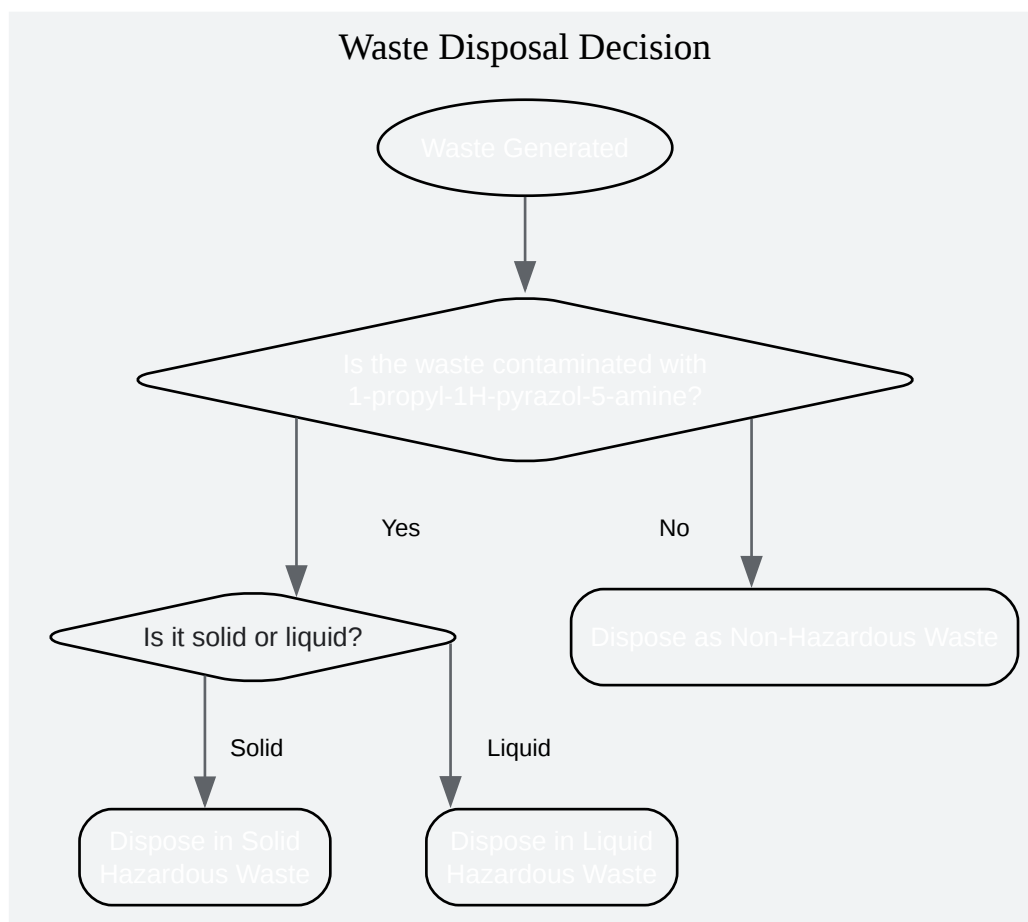 Waste Disposal Decision
Waste Generated
Is the waste contaminated with
1-propyl-1H-pyrazol-5-amine?
Yes
No
Is it solid or liquid?
Dispose as Non-Hazardous Waste
Solid
Liquid
Dispose in Solid
Hazardous Waste
Dispose in Liquid
Hazardous Waste